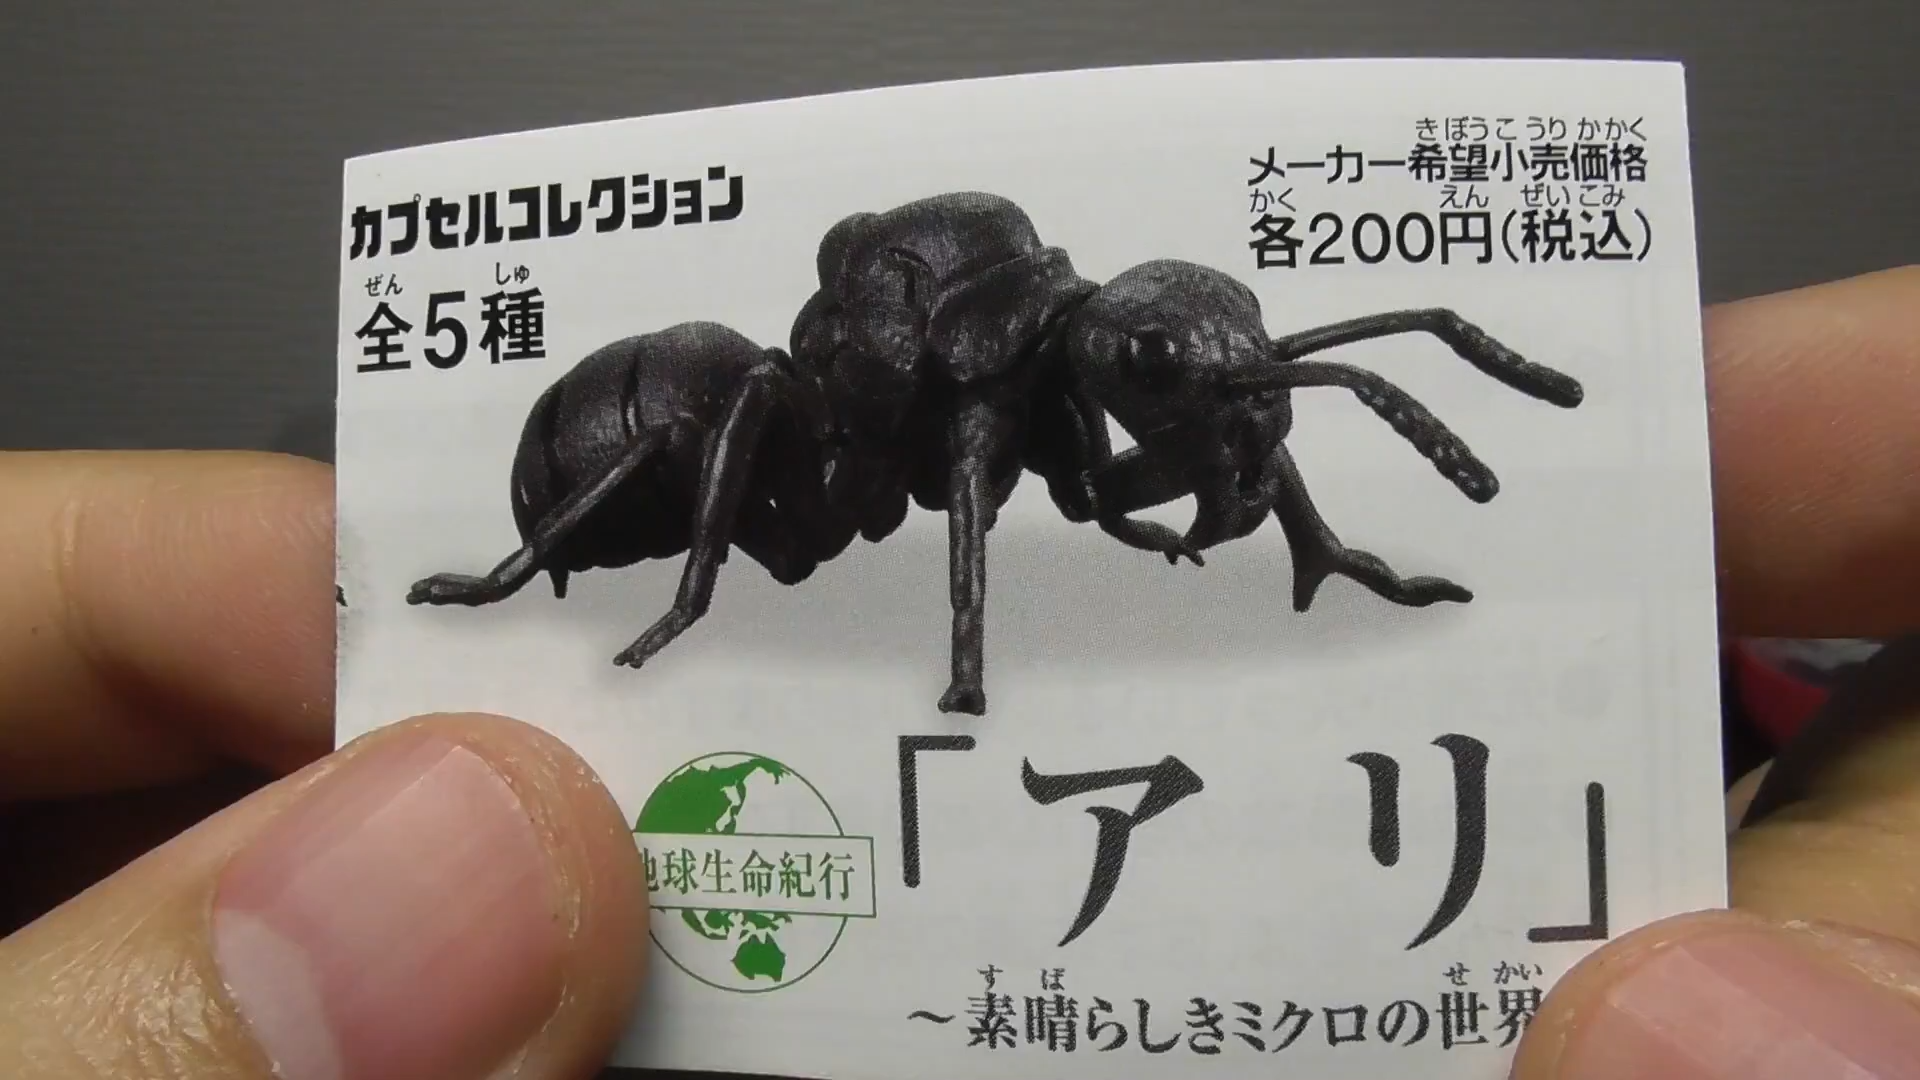 カプセルコレクション
ぜん しゅ
全5種
きぼうこうりかかく
メーカー希望小売価格
かく えん ぜいこみ
各200円(税込)
球生命紀行
「アリ」
すば せかい
～素晴らしきミクロの世界